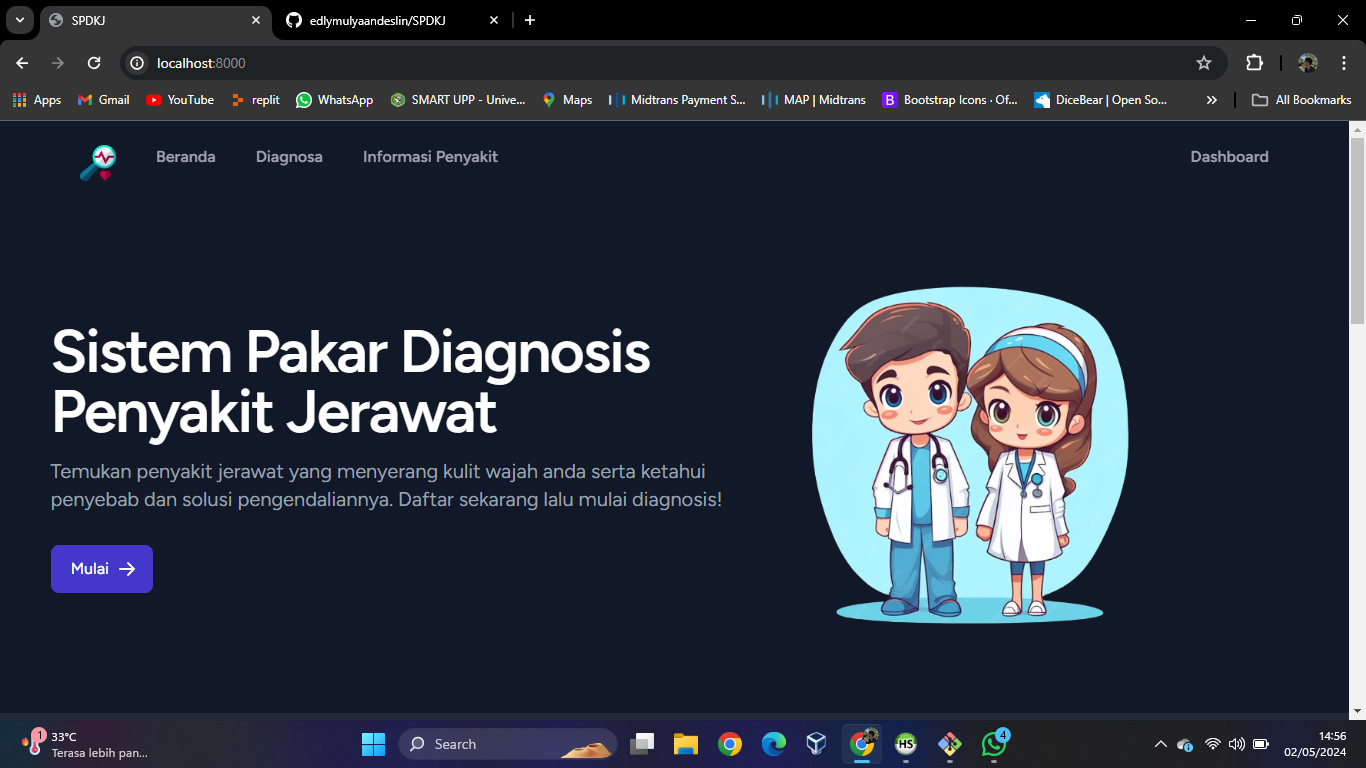 SPDKJ
edlymulyaandeslin/SPDKJ
localhost:8000
Apps
Gmail
YouTube
replit
WhatsApp
SMART UPP - Unive...
Maps
Midtrans Payment S...
MAP | Midtrans
Bootstrap Icons · Of...
DiceBear | Open So...
All Bookmarks
Beranda
Diagnosa
Informasi Penyakit
Dashboard
Sistem Pakar Diagnosis
Penyakit Jerawat
Temukan penyakit jerawat yang menyerang kulit wajah anda serta ketahui
penyebab dan solusi pengendaliannya. Daftar sekarang lalu mulai diagnosis!
Mulai
1
33°C
Terasa lebih pan...
Search
HS
4
14:56
02/05/2024